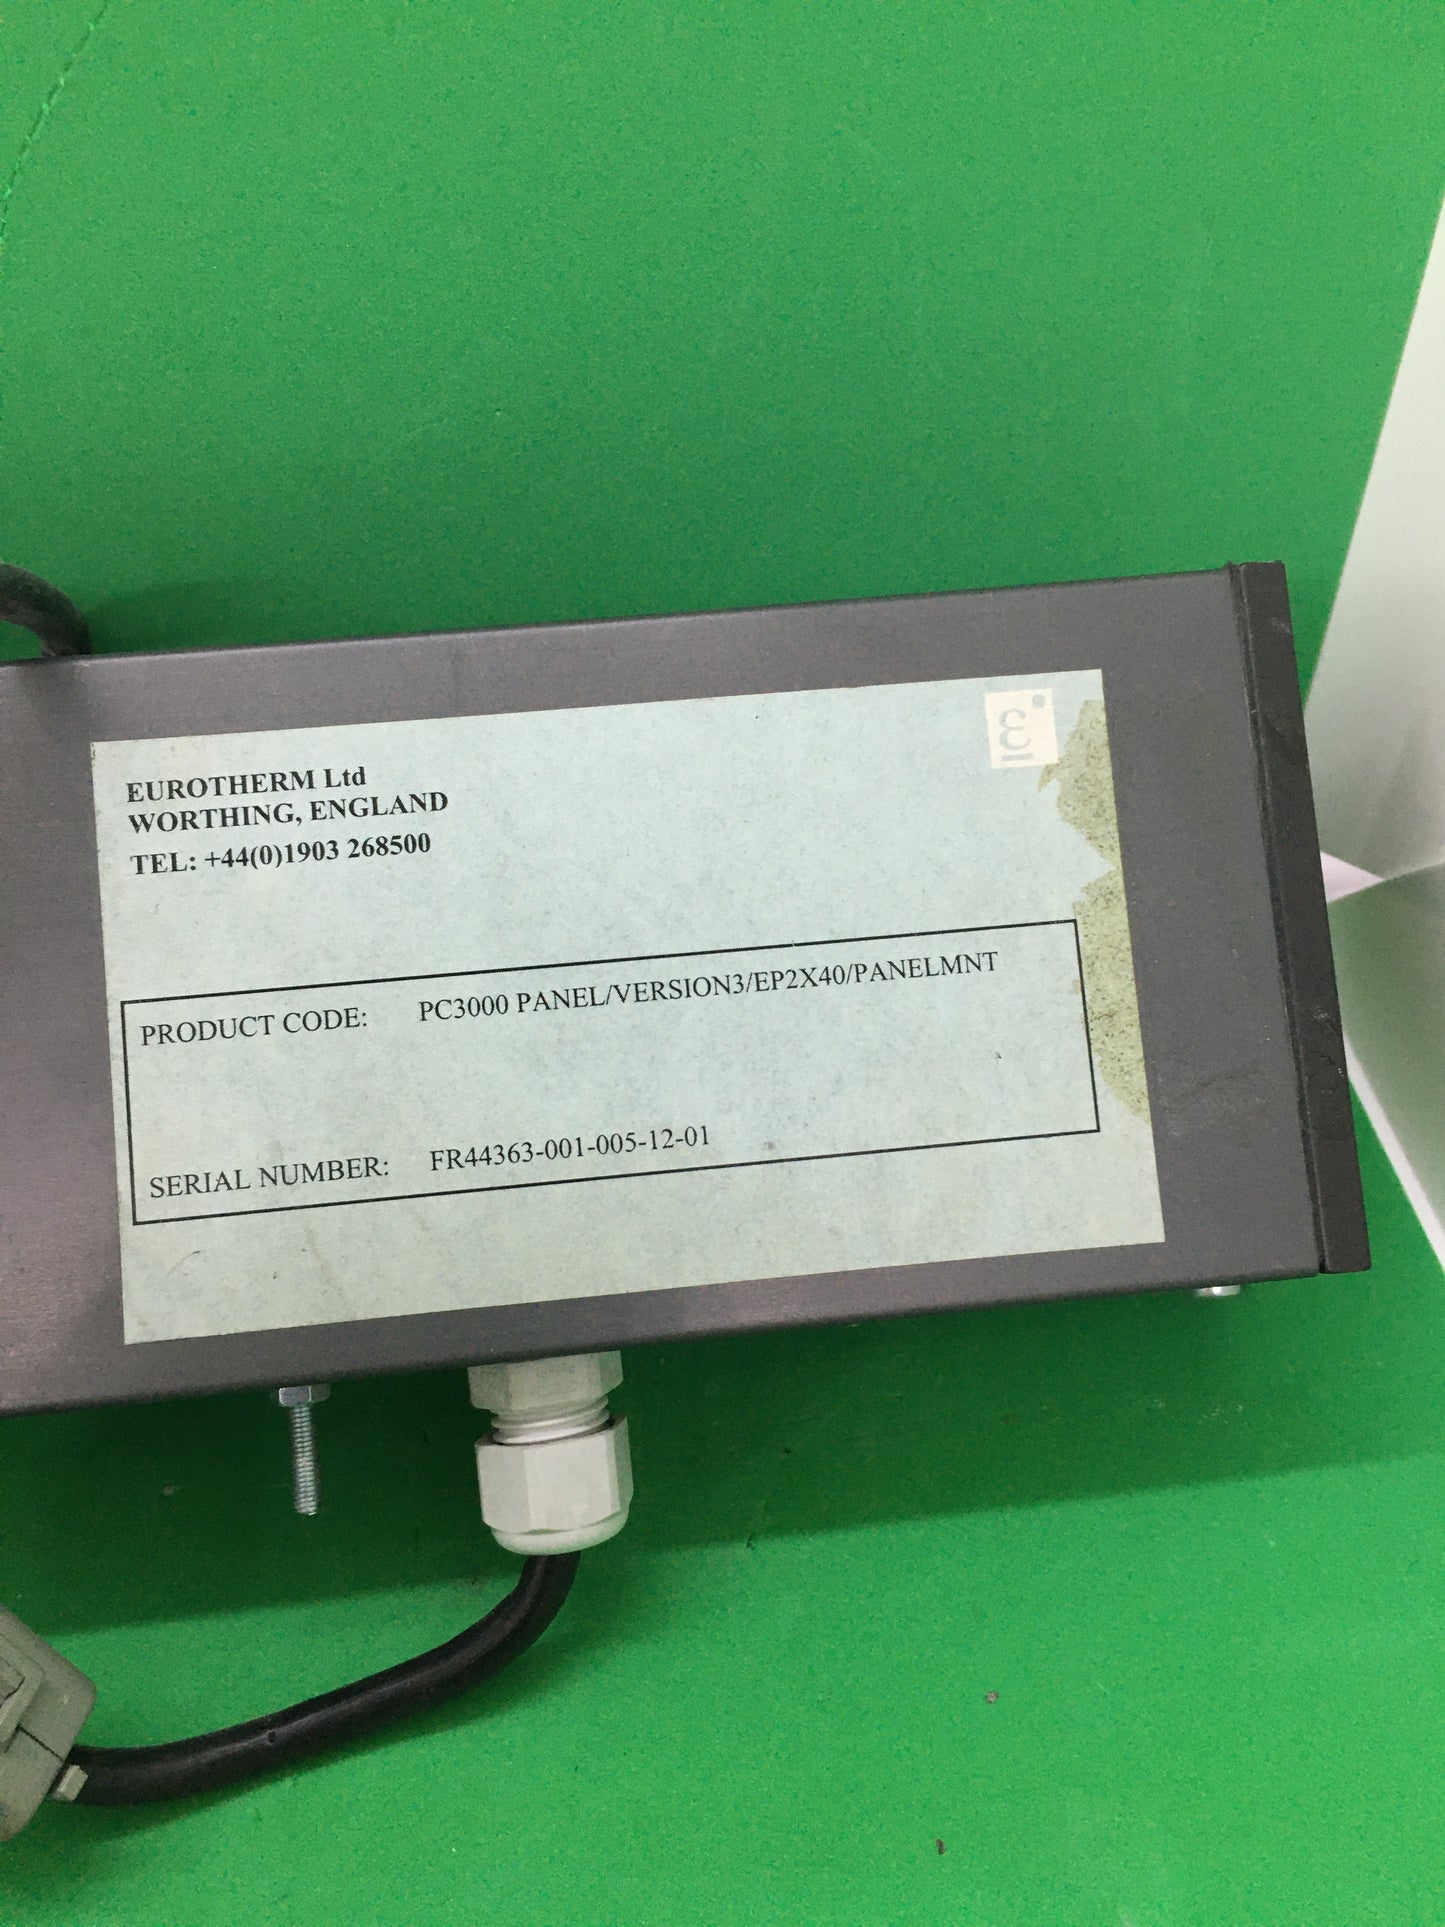 EUROTHERM Ltd
WORTHING, ENGLAND
TEL: +44(0)1903 268500
PRODUCT CODE: PC3000 PANEL/VERSION3/EP2X40/PANELMNT
SERIAL NUMBER: FR44363-001-005-12-01